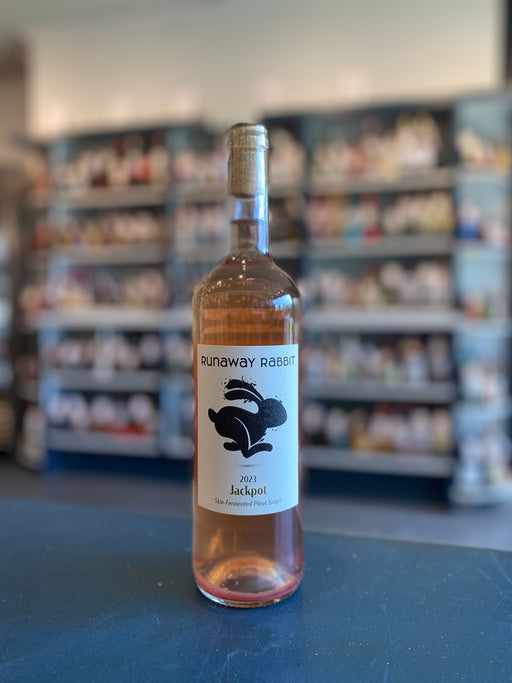 RUNAWAY RABBIT
2023
Jackpot
Skin Fermented Pinot Grigio